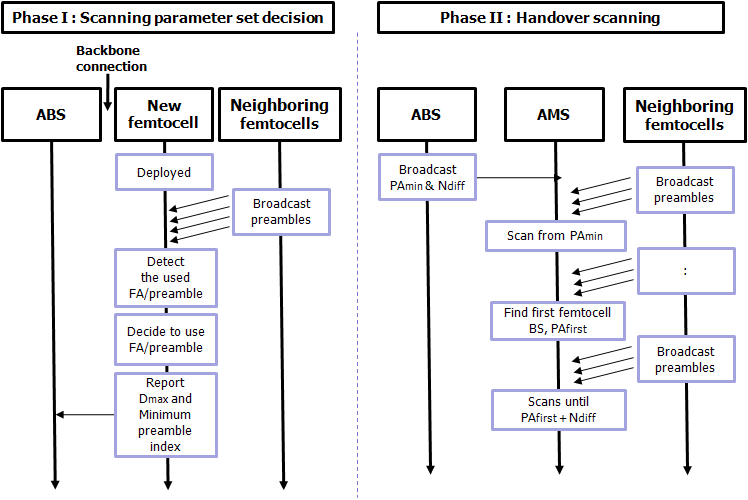 Phase I : Scanning parameter set decision
Backbone
connection
ABS
New
femtocell
Neighboring
femtocells
Deployed
Broadcast
preambles
Detect
the used
FA/preamble
Decide to use
FA/preamble
Report
Dmax and
Minimum
preamble
index
Phase II : Handover scanning
ABS
AMS
Neighboring
femtocells
Broadcast
PAmin & Ndiff
Broadcast
preambles
Scan from PAmin
:
Find first femtocell
BS, PAfirst
Broadcast
preambles
Scans until
PAfirst + Ndiff